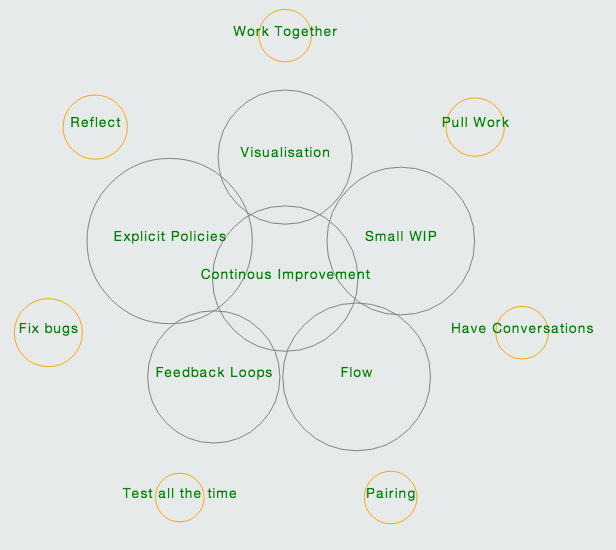 Work Together
Reflect
Pull Work
Visualisation
Explicit Policies
Small WIP
Continous Improvement
Fix bugs
Have Conversations
Feedback Loops
Flow
Test all the time
Pairing